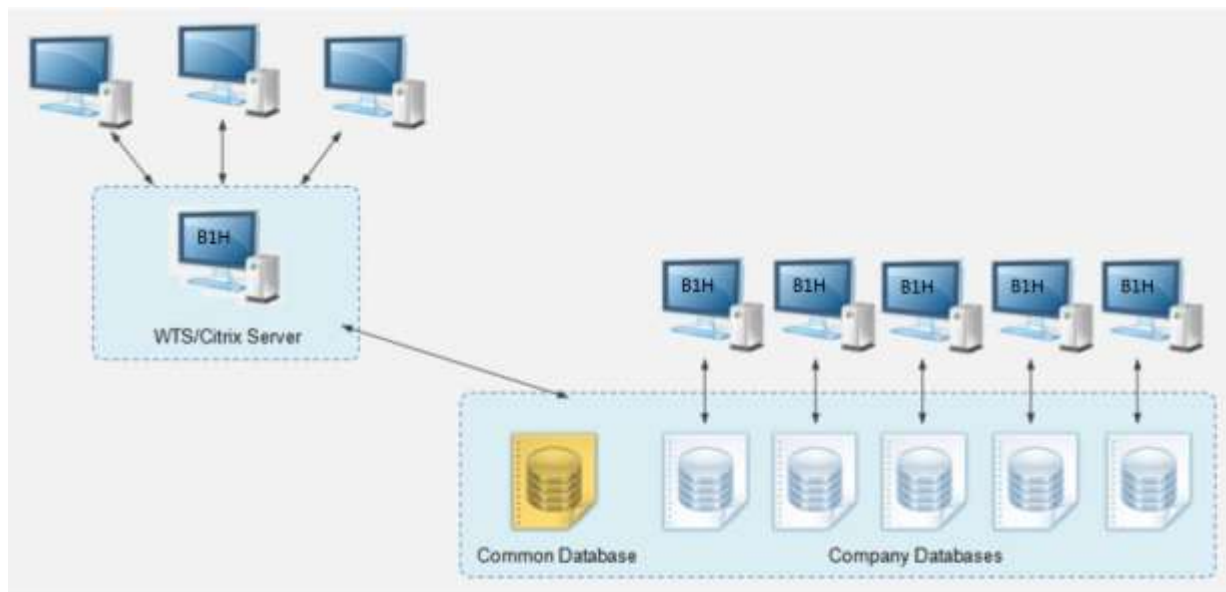 B1H
WTS/Citrix Server
B1H
B1H
B1H
B1H
B1H
Common Database
Company Databases